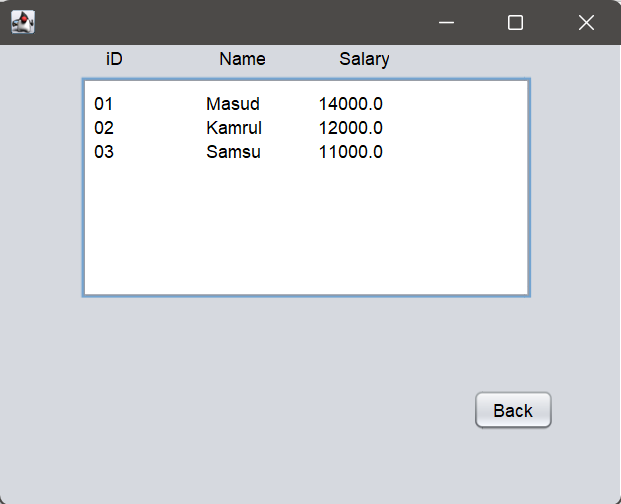 iD Name Salary
01 Masud 14000.0
02 Kamrul 12000.0
03 Samsu 11000.0
Back